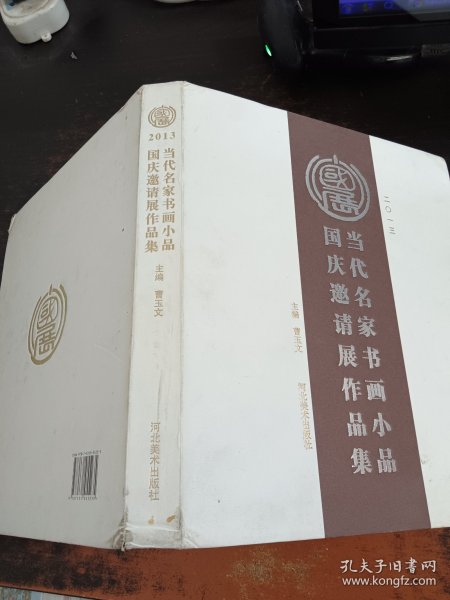 二〇一三
当代名家书画小品
国庆邀请展作品集
主编 曹玉文
河北美术出版社
2013
当代名家书画小品
国庆邀请展作品集
主编 曹玉文
河北美术出版社
孔夫子旧书网
www.kongfz.com